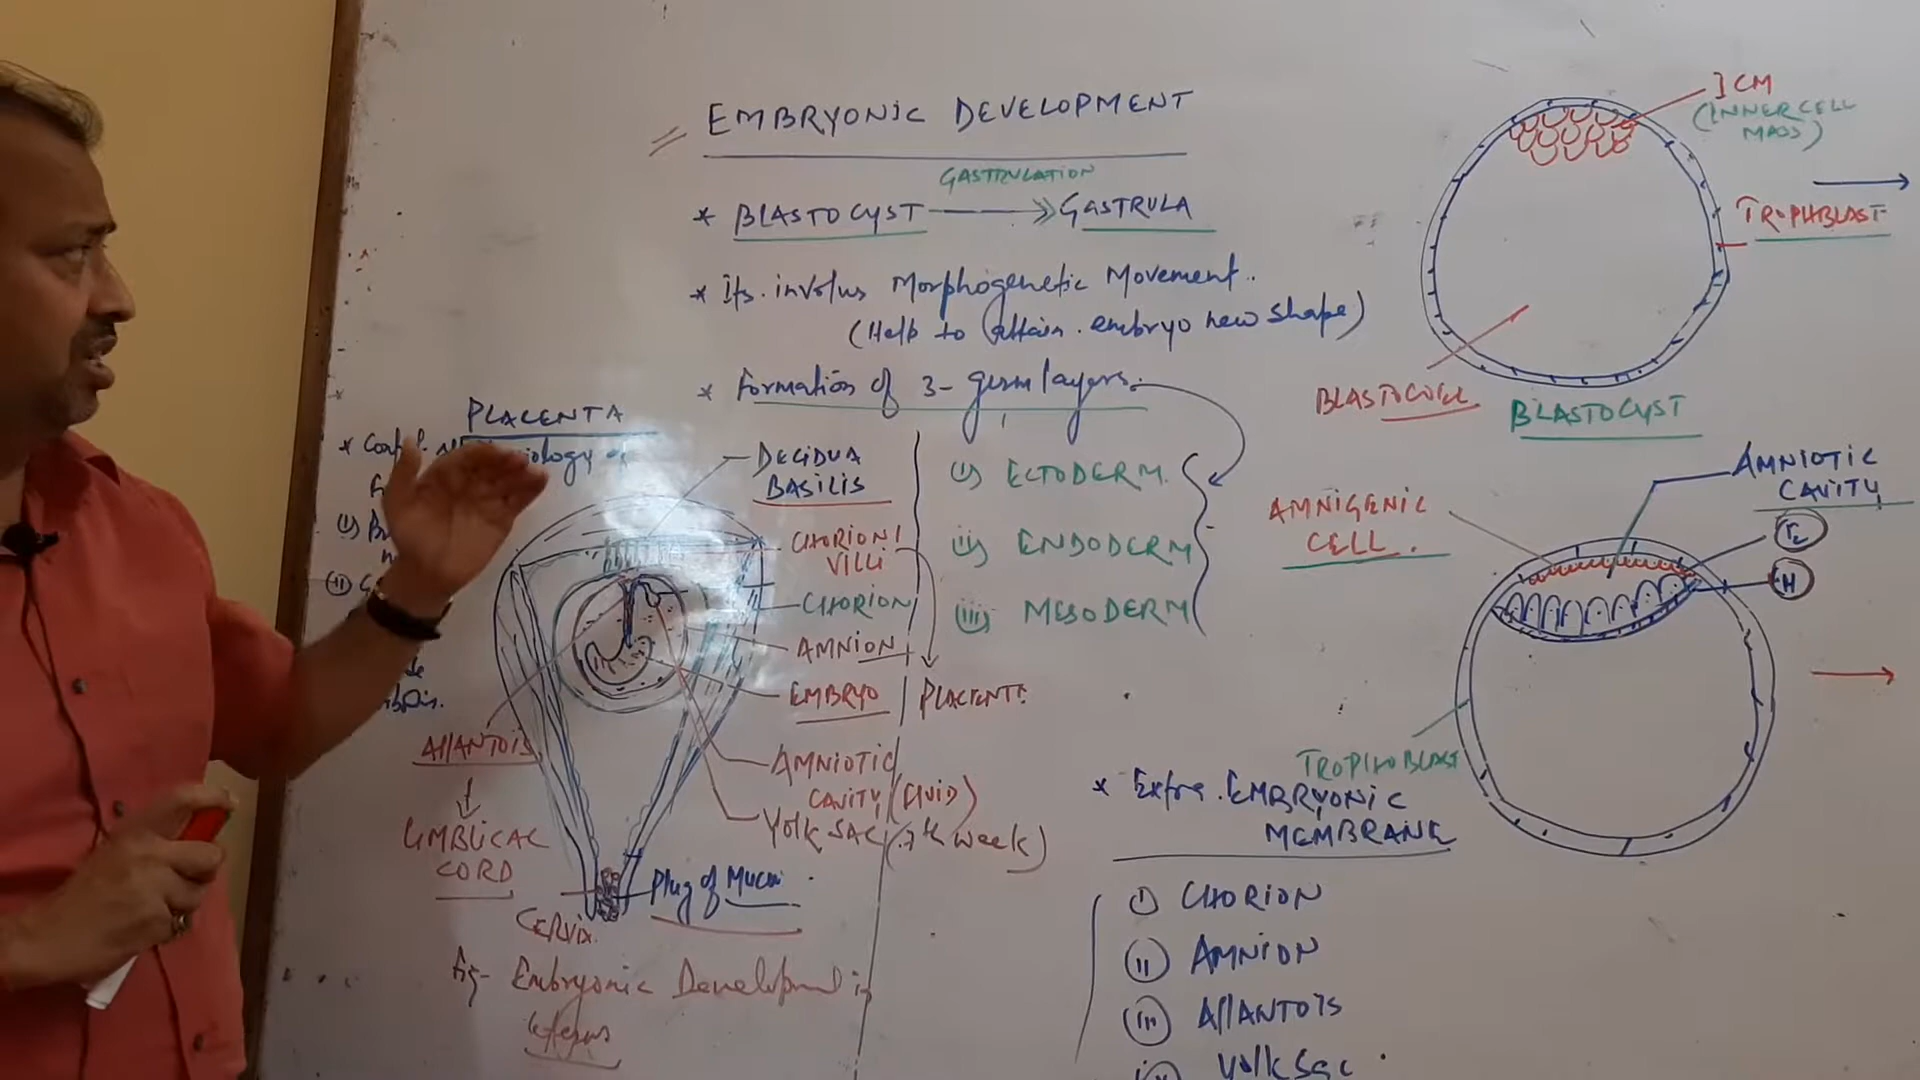 EMBRYONIC DEVELOPMENT
GASTRULATION
* BLASTOCYST → GASTRULA
* Its. involus Morphogenetic Movement.
(Help to attain. embryo new shape)
* Formation of 3-germ layers.
(i) ECTODERM.
(ii) ENDODERM
(iii) MESODERM
PLACENTA
DECIDUA
BASILIS
CHORIONI
VILLI
CHORION
AMNION
EMBRYO
PLACENTE
AMNIOTIC
CAVITY (fluid)
Yolk SAC (7th week)
Allantois
UMBLICAL
CORD
Plug of Mucus
CERVIX.
fig- Embryonic Development in
uterus
ICM
(INNER CELL
MASS)
TROPHBLAST
BLASTOCOEL
BLASTOCYST
AMNIOTIC
CAVITY
AMNIGENIC
CELL.
H
TROPHOBLAST
* Extra. EMBRYONIC
MEMBRANE
(i) CHORION
(ii) AMNION
(iii) AllANTOIS
Yolk Sac.